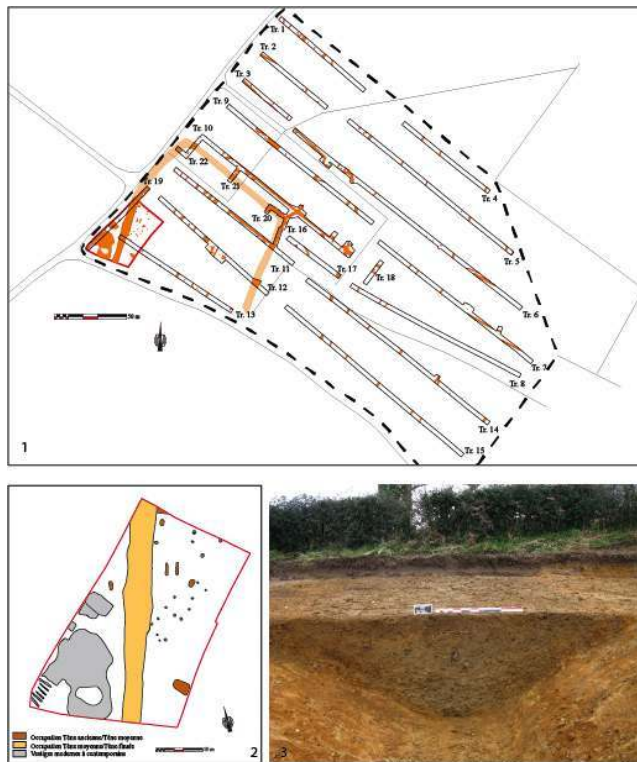 Tr. 1
Tr. 2
Tr. 3
Tr. 9
Tr. 10
Tr. 22
Tr. 4
Tr. 19
Tr. 21
Tr. 20
Tr. 16
Tr. 5
Tr. 11
Tr. 17
Tr. 18
Tr. 12
Tr. 6
Tr. 13
50 m
Tr. 7
Tr. 8
Tr. 14
1
Tr. 15
Occupation Tène ancienne/Tène moyenne
Occupation Tène moyenne/Tène finale
Vestiges modernes à contemporains
10 m
2
3